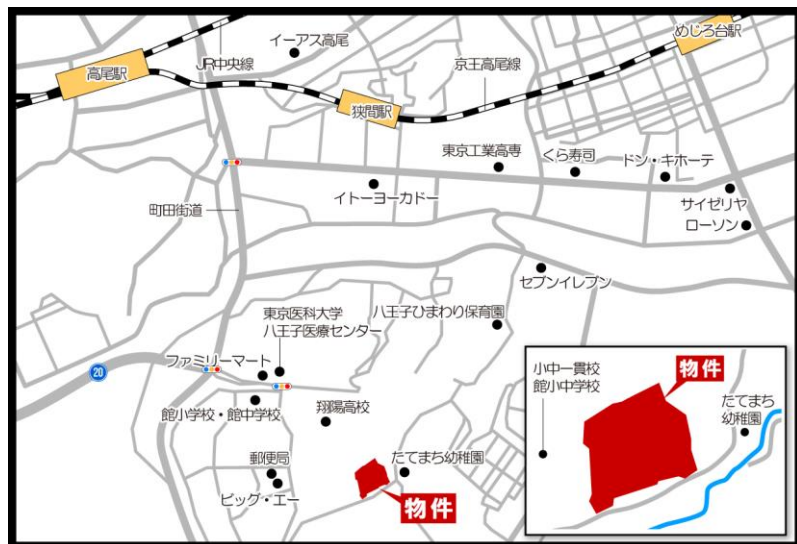 めじろ台駅
イーアス高尾
高尾駅
JR中央線
京王高尾線
狭間駅
東京工業高専
くら寿司
ドン・キホーテ
イトーヨーカドー
サイゼリヤ
町田街道
ローソン
セブンイレブン
東京医科大学
八王子医療センター
八王子ひまわり保育園
ファミリーマート
20
館小学校・館中学校
翔陽高校
郵便局
ビッグ・エー
たてまち幼稚園
物件
物件
小中一貫校
館小中学校
たてまち
幼稚園